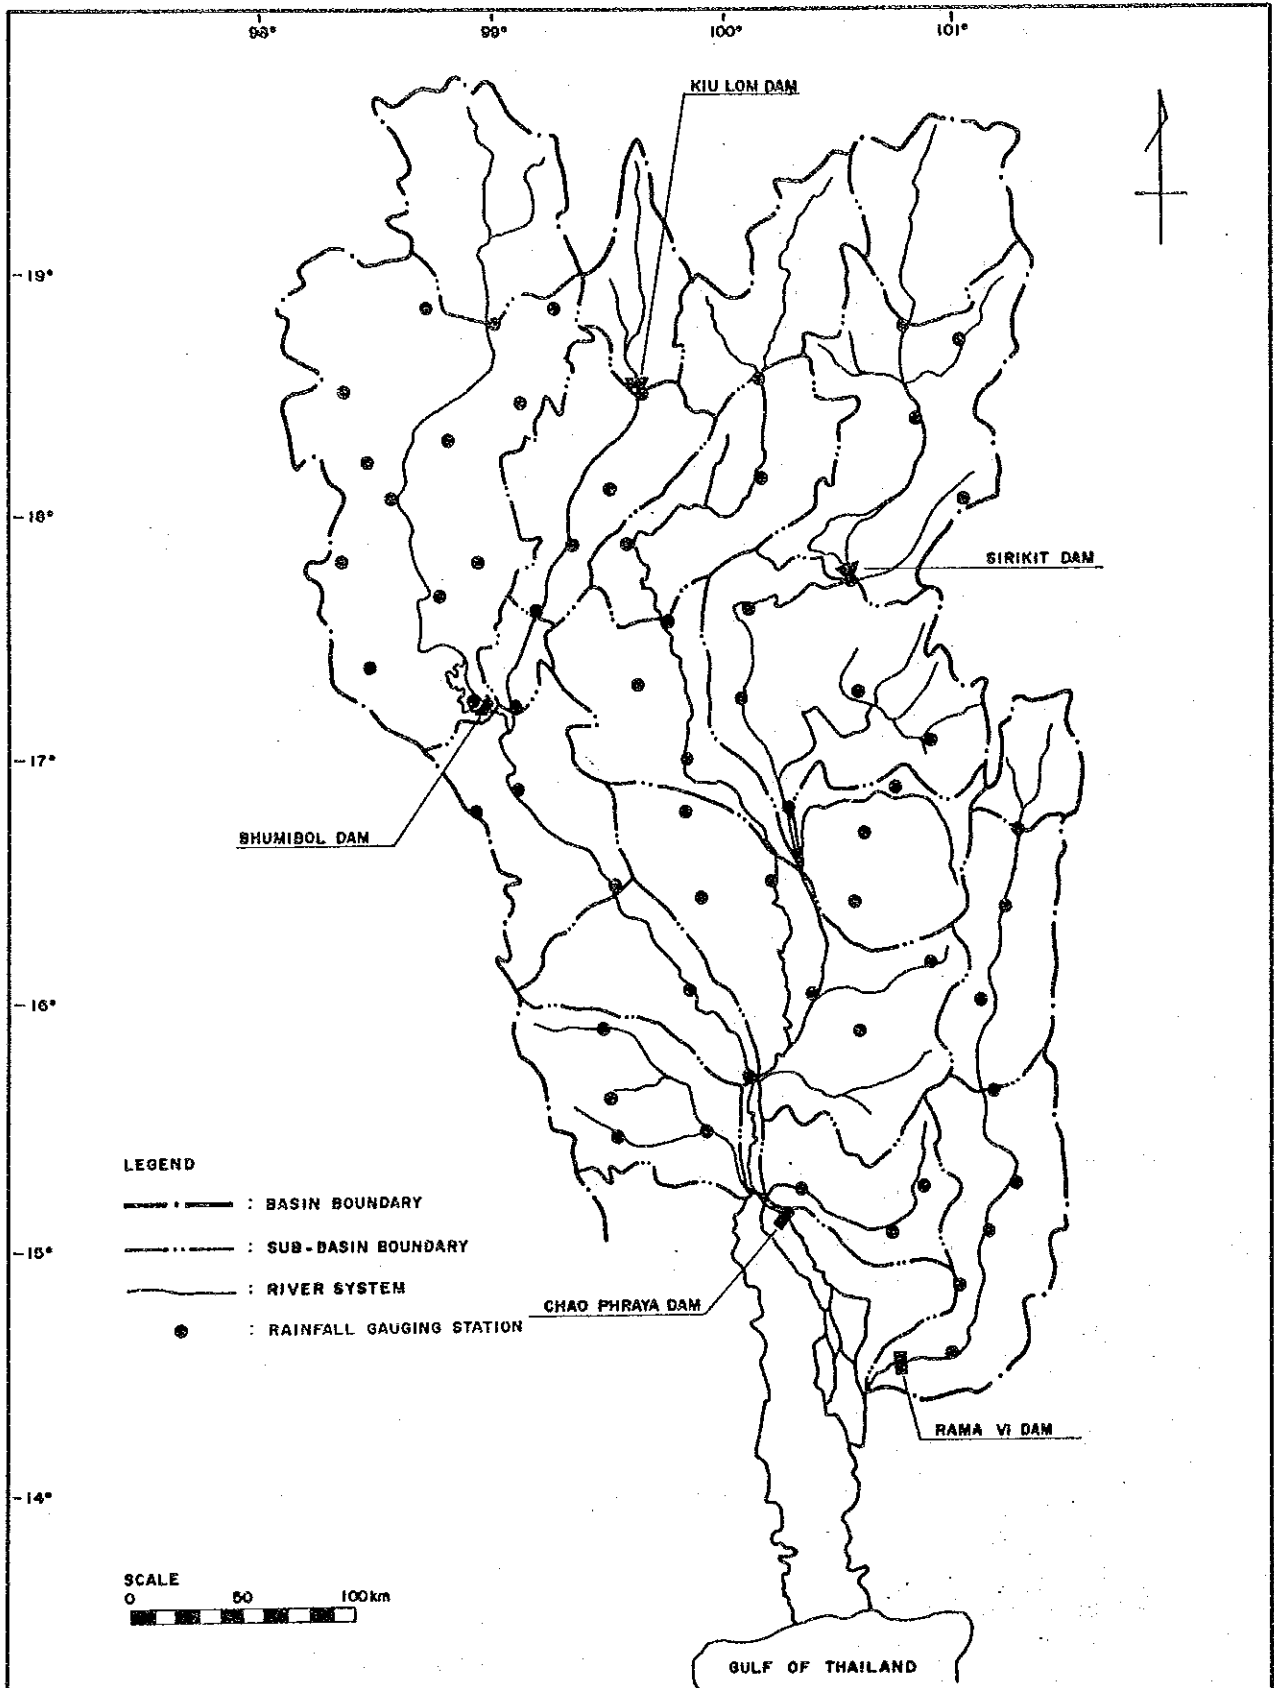 98° 99° 100° 101°
KIU LOM DAM
-19°
-18°
SIRIKIT DAM
-17°
BHUMIBOL DAM
-16°
LEGEND
: BASIN BOUNDARY
: SUB-BASIN BOUNDARY
-15°
: RIVER SYSTEM
CHAO PHRAYA DAM
: RAINFALL GAUGING STATION
RAMA VI DAM
-14°
SCALE
0 50 100km
GULF OF THAILAND